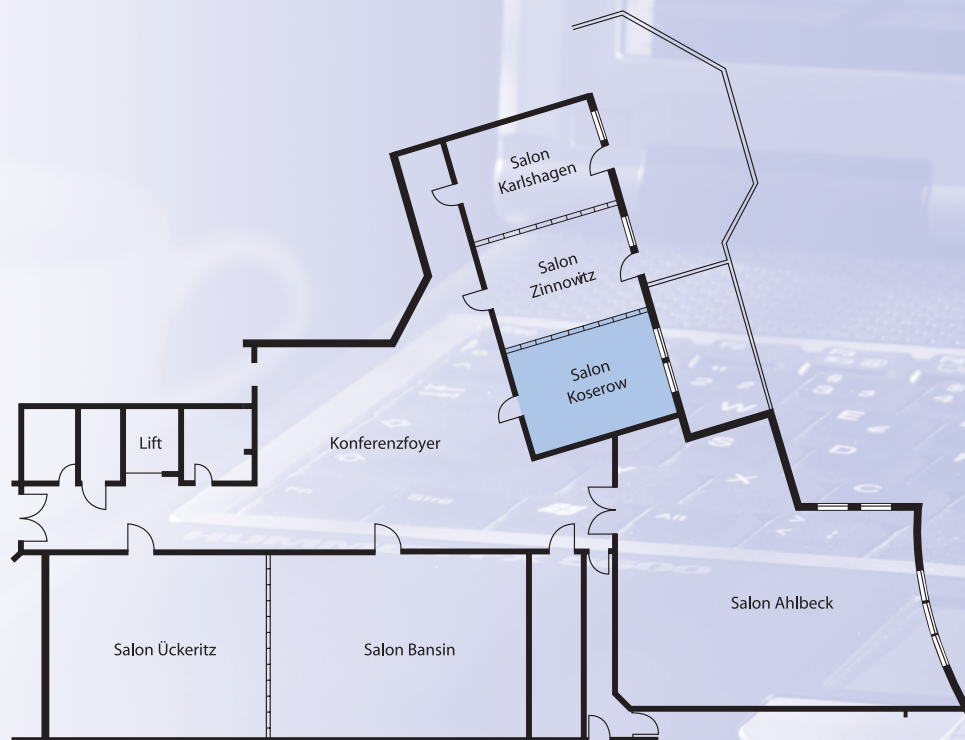 Salon
Karlshagen
Salon
Zinnowitz
Salon
Koserow
Lift
Konferenzfoyer
Salon Ückeritz
Salon Bansin
Salon Ahlbeck